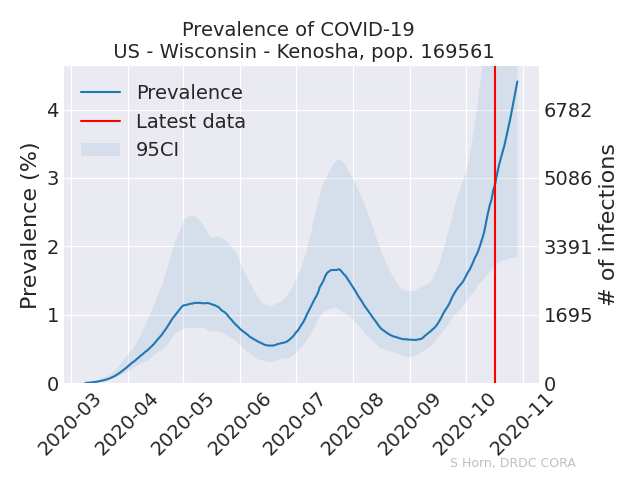 Prevalence of COVID-19
US - Wisconsin - Kenosha, pop. 169561
Prevalence
Latest data
95CI
Prevalence (%)
4
3
2
1
0
6782
5086
3391
1695
0
# of infections
2020-03
2020-04
2020-05
2020-06
2020-07
2020-08
2020-09
2020-10
2020-11
S Horn, DRDC CORA